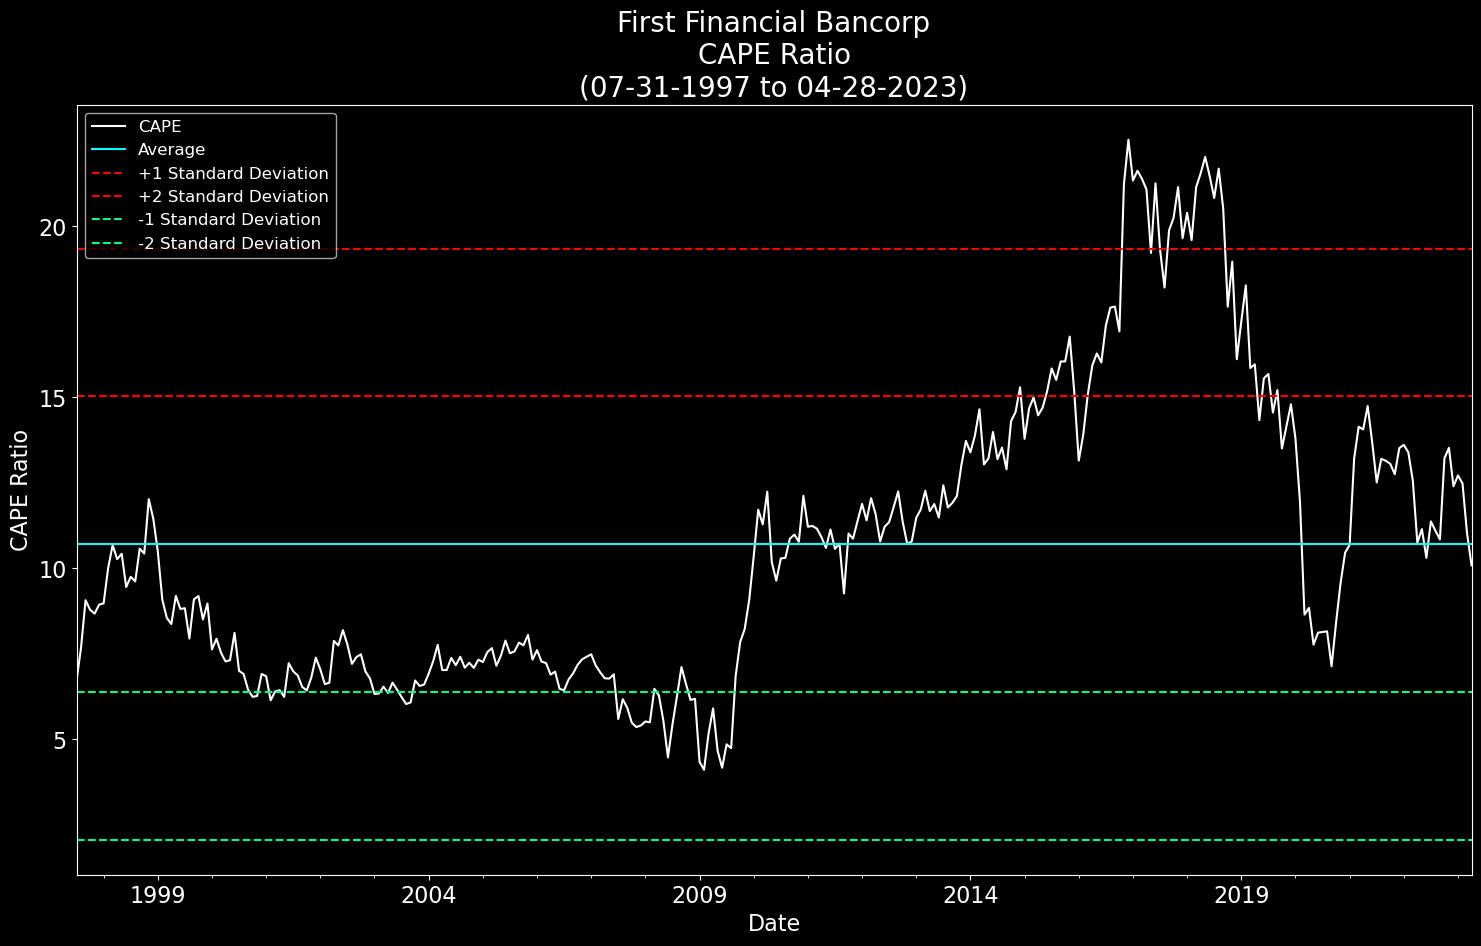 First Financial Bancorp
CAPE Ratio
(07-31-1997 to 04-28-2023)
CAPE
Average
+1 Standard Deviation
+2 Standard Deviation
-1 Standard Deviation
-2 Standard Deviation
20
15
10
5
CAPE Ratio
1999 2004 2009 2014 2019
Date